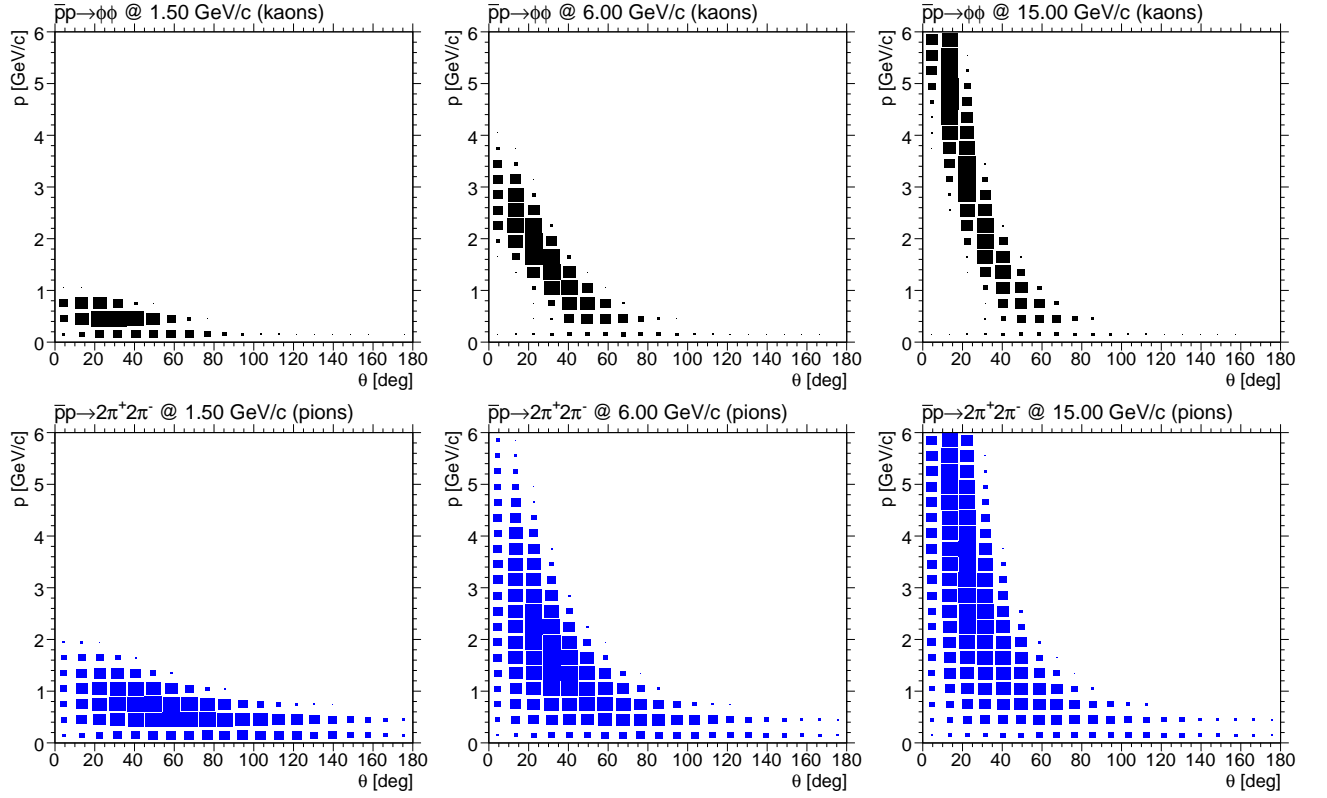 p̅p→ϕϕ @ 1.50 GeV/c (kaons)
p [GeV/c]
6
5
4
3
2
1
0
0 20 40 60 80 100 120 140 160 180
θ [deg]
p̅p→ϕϕ @ 6.00 GeV/c (kaons)
p [GeV/c]
6
5
4
3
2
1
0
0 20 40 60 80 100 120 140 160 180
θ [deg]
p̅p→ϕϕ @ 15.00 GeV/c (kaons)
p [GeV/c]
6
5
4
3
2
1
0
0 20 40 60 80 100 120 140 160 180
θ [deg]
p̅p→2π⁺2π⁻ @ 1.50 GeV/c (pions)
p [GeV/c]
6
5
4
3
2
1
0
0 20 40 60 80 100 120 140 160 180
θ [deg]
p̅p→2π⁺2π⁻ @ 6.00 GeV/c (pions)
p [GeV/c]
6
5
4
3
2
1
0
0 20 40 60 80 100 120 140 160 180
θ [deg]
p̅p→2π⁺2π⁻ @ 15.00 GeV/c (pions)
p [GeV/c]
6
5
4
3
2
1
0
0 20 40 60 80 100 120 140 160 180
θ [deg]